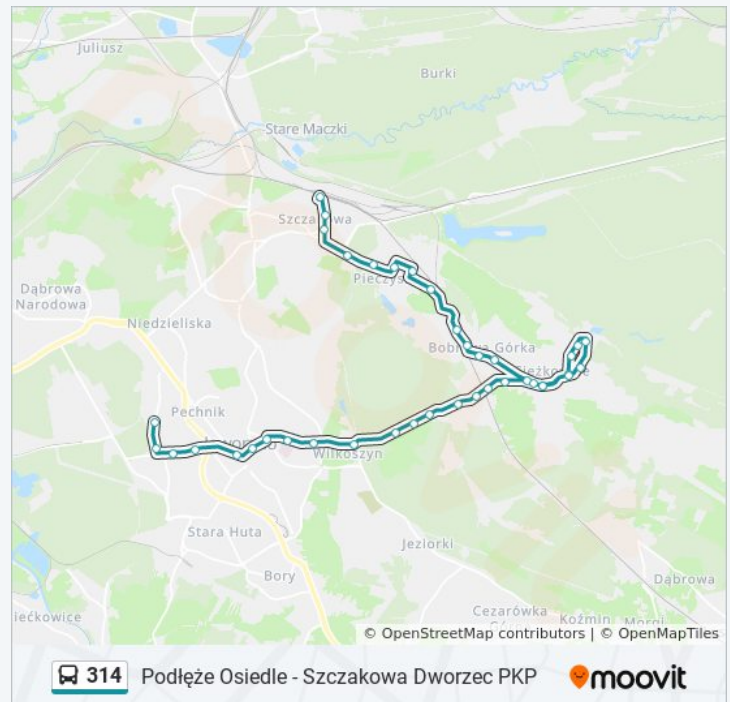 Juliusz
Burki
Stare Maczki
Szczakowa
Dąbrowa
Narodowa
Niedzieliska
Bobrowa Górka
Pechnik
Wilkoszyn
Stara Huta
Jeziorki
Bory
Dąbrowa
Cezarówka
Koźmin
© OpenStreetMap contributors | © OpenMapTiles
314 Podłęże Osiedle - Szczakowa Dworzec PKP moovit